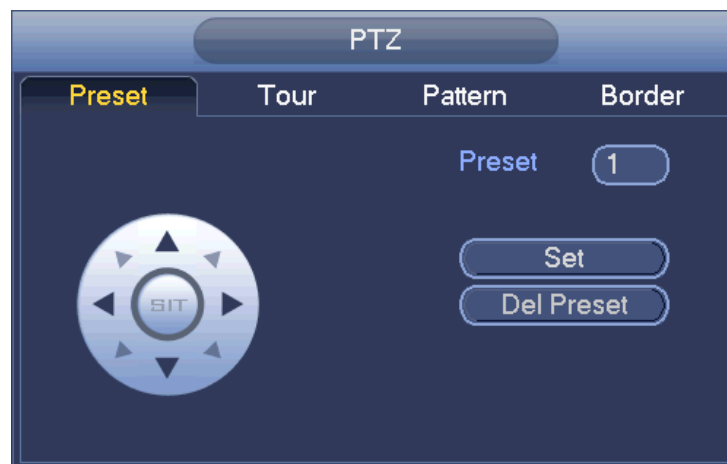 PTZ
Preset Tour Pattern Border
Preset 1
Set
SIT
Del Preset